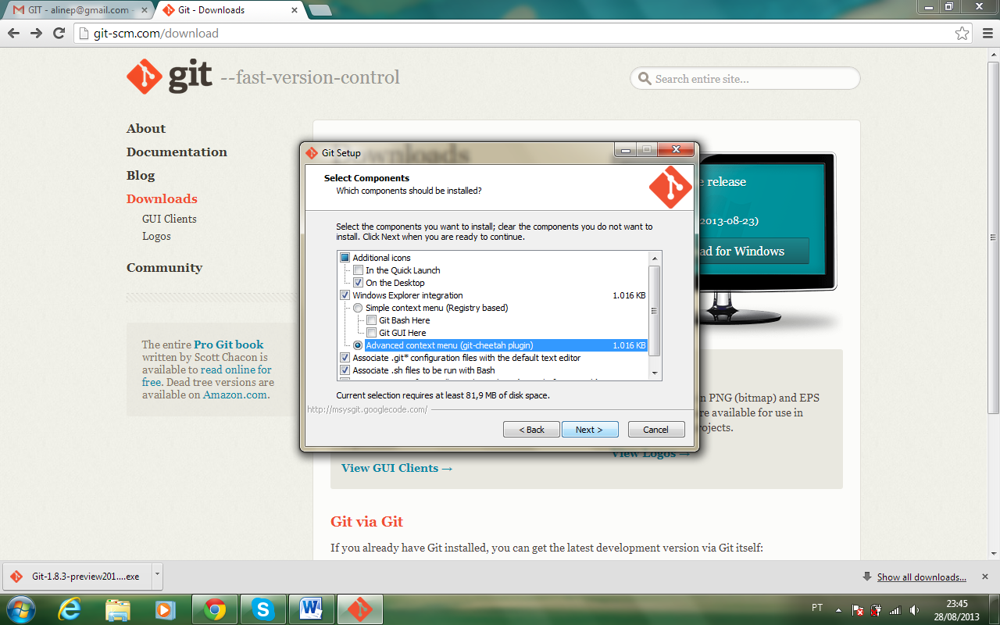 GIT - alinep@gmail.com -
Git - Downloads
git-scm.com/download
git --fast-version-control
Search entire site...
About
Documentation
Blog
Downloads
GUI Clients
Logos
Community
The entire Pro Git book
written by Scott Chacon is
available to read online for
free. Dead tree versions are
available on Amazon.com.
Downloads
e release
2013-08-23)
ad for Windows
Git Setup
Select Components
Which components should be installed?
Select the components you want to install; clear the components you do not want to
install. Click Next when you are ready to continue.
Additional icons
In the Quick Launch
On the Desktop
Windows Explorer integration 1.016 KB
Simple context menu (Registry based)
Git Bash Here
Git GUI Here
Advanced context menu (git-cheetah plugin) 1.016 KB
Associate .git* configuration files with the default text editor
Associate .sh files to be run with Bash
Current selection requires at least 81,9 MB of disk space.
http://msysgit.googlecode.com/
< Back
Next >
Cancel
n PNG (bitmap) and EPS
re available for use in
rojects.
View Logos →
View GUI Clients →
Git via Git
If you already have Git installed, you can get the latest development version via Git itself:
Git-1.8.3-preview201....exe
Show all downloads...
PT
23:45
28/08/2013